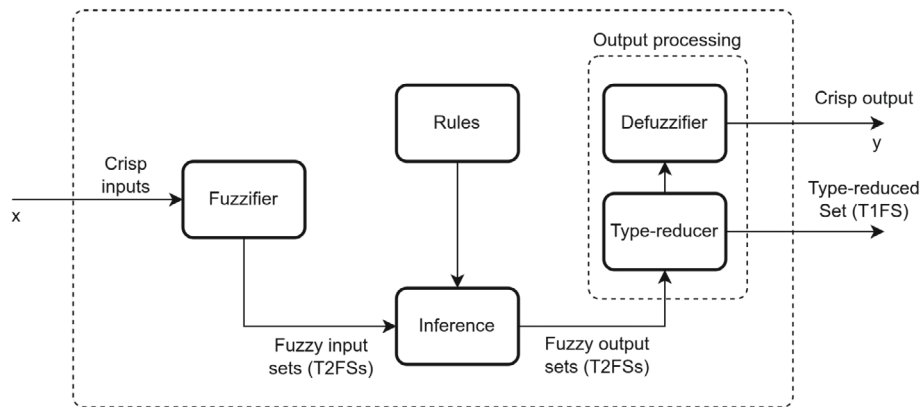 Output processing
Crisp output
y
Rules
Defuzzifier
Crisp
inputs
x
Fuzzifier
Type-reducer
Type-reduced
Set (T1FS)
Inference
Fuzzy input
sets (T2FSs)
Fuzzy output
sets (T2FSs)